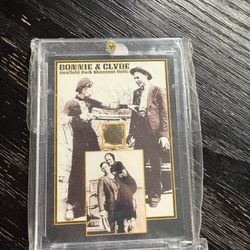 BONNIE & CLYDE
Dexfield Park Shootout Relic